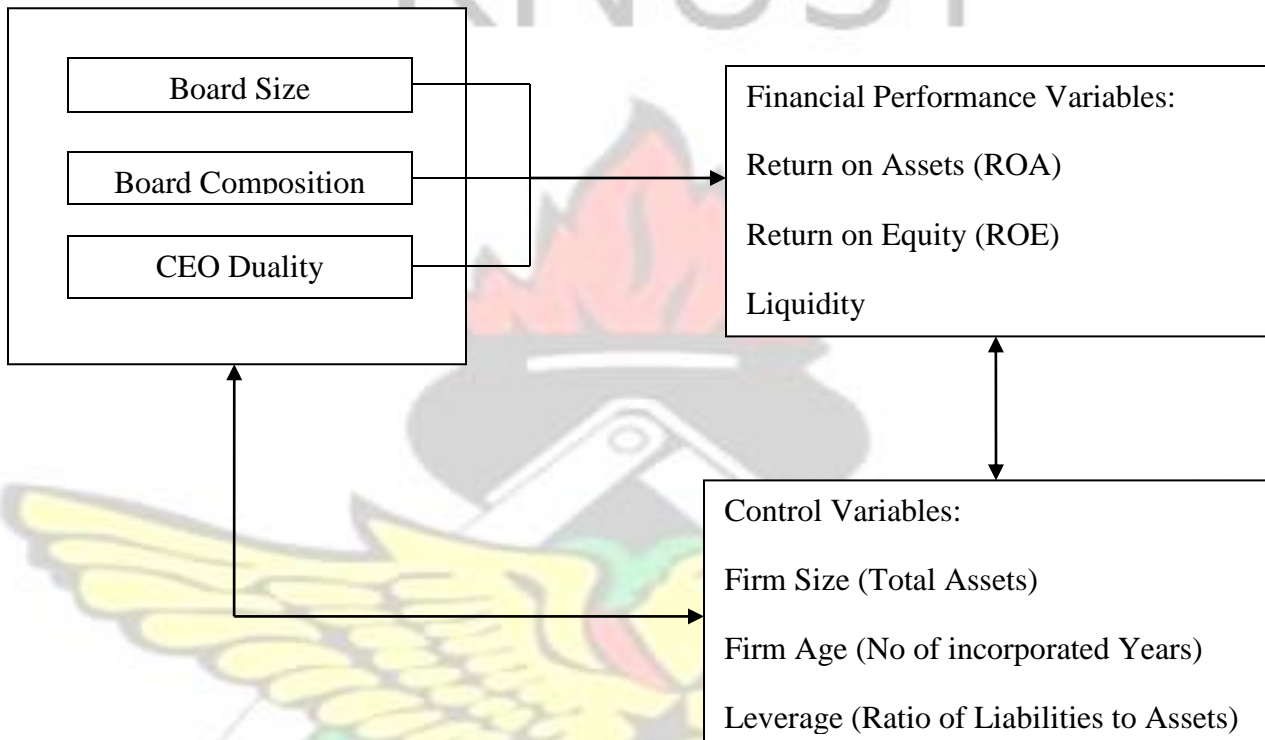 KNUST
Board Size
Board Composition
CEO Duality
Financial Performance Variables:
Return on Assets (ROA)
Return on Equity (ROE)
Liquidity
Control Variables:
Firm Size (Total Assets)
Firm Age (No of incorporated Years)
Leverage (Ratio of Liabilities to Assets)